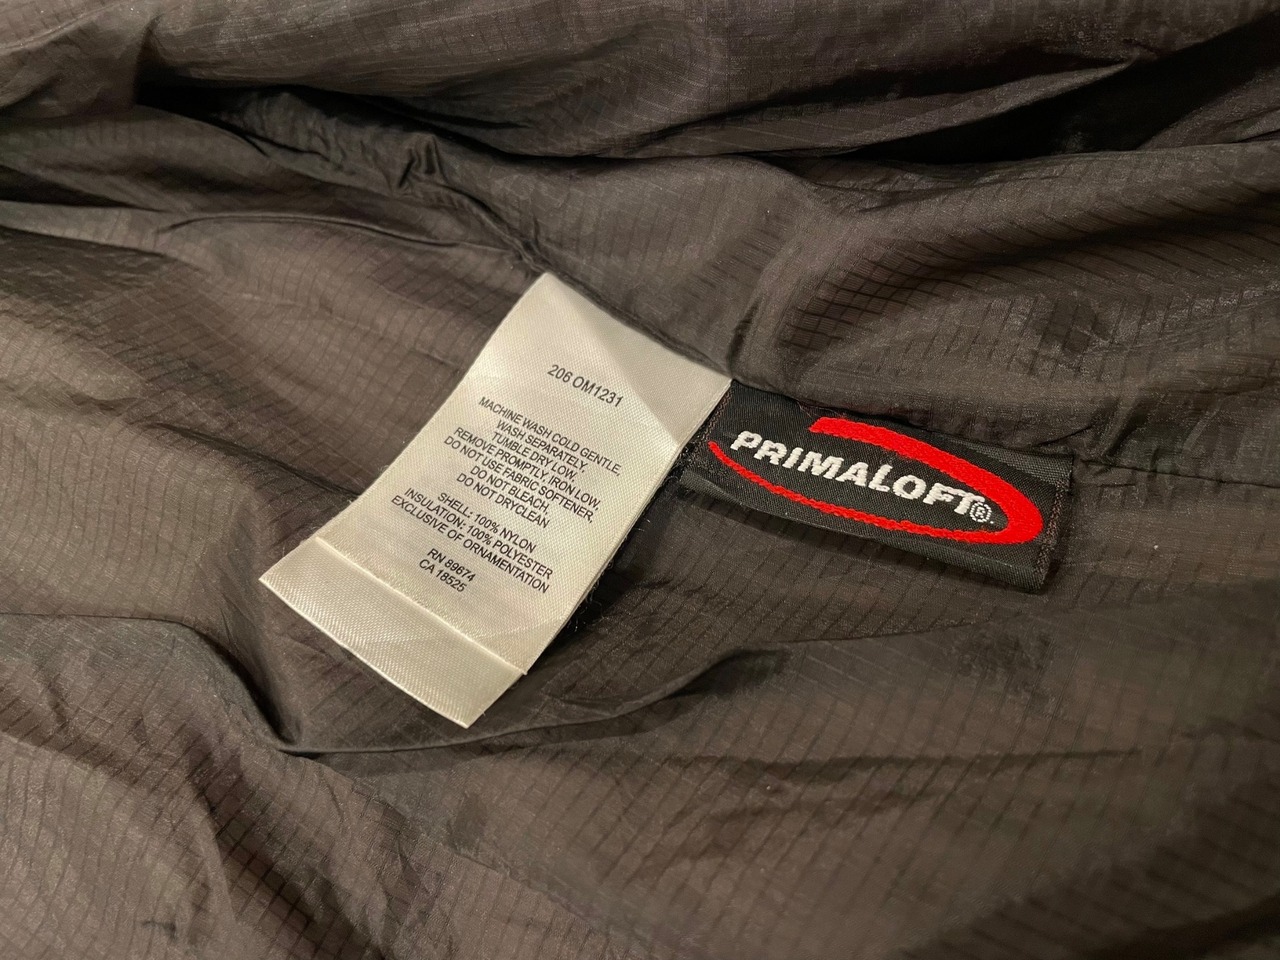 206 OM1231
MACHINE WASH COLD GENTLE,
WASH SEPARATELY.
TUMBLE DRY LOW,
REMOVE PROMPTLY, IRON LOW,
DO NOT USE FABRIC SOFTENER,
DO NOT BLEACH,
DO NOT DRYCLEAN
SHELL: 100% NYLON
INSULATION: 100% POLYESTER
EXCLUSIVE OF ORNAMENTATION
RN 89674
CA 18525
PRIMALOFT®.